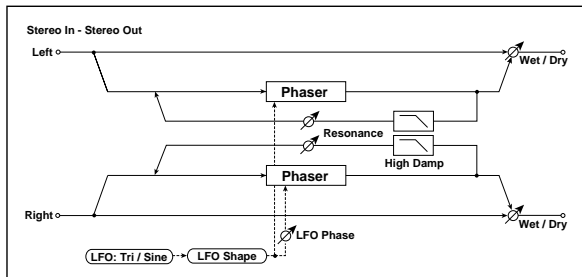 Stereo In - Stereo Out
Left
Wet / Dry
Phaser
Resonance
High Damp
Phaser
Right
Wet / Dry
LFO Phase
LFO: Tri / Sine
LFO Shape